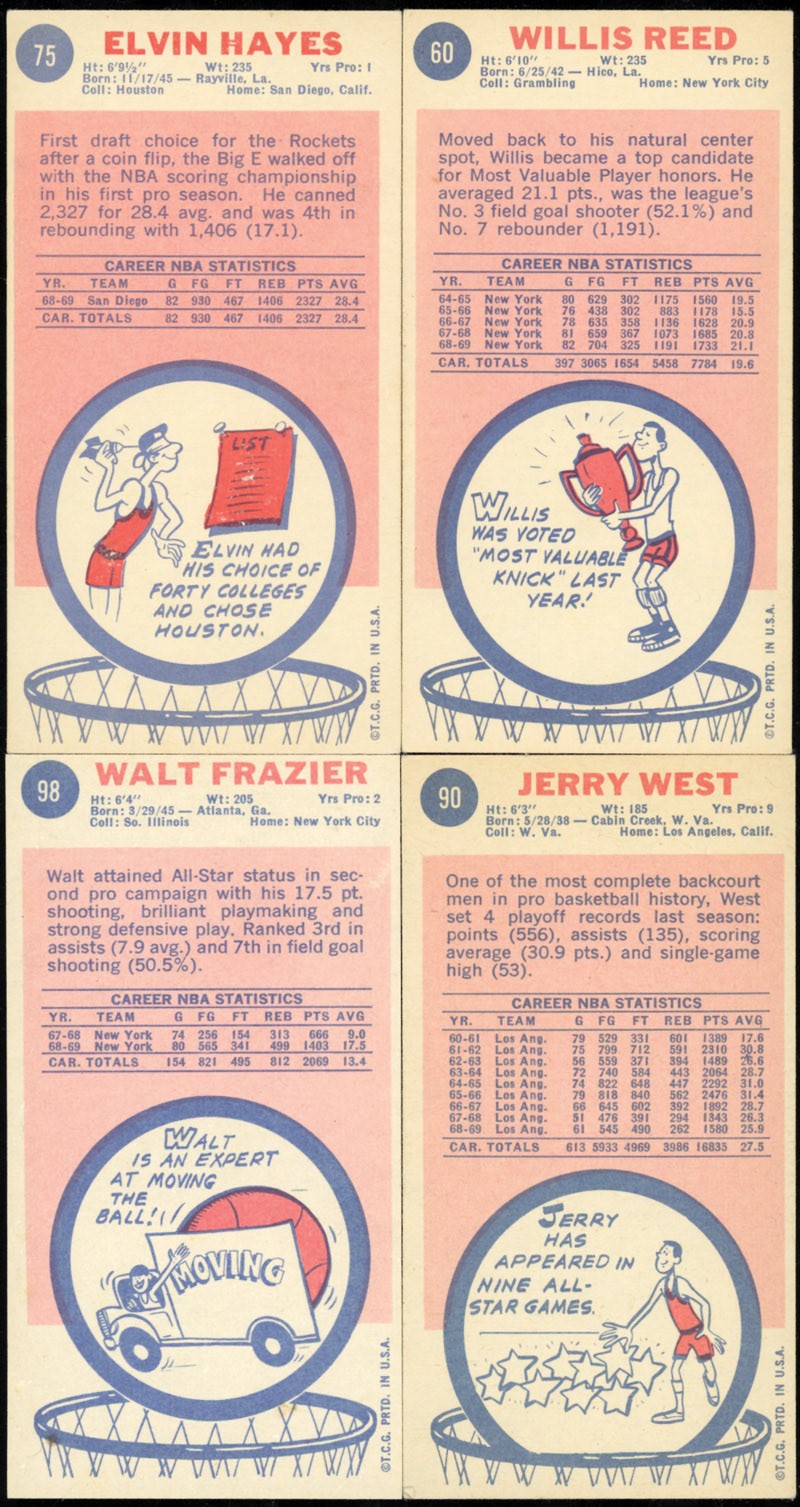 75
ELVIN HAYES
Ht: 6'9½" Wt: 235 Yrs Pro: 1
Born: 11/17/45 — Rayville, La.
Coll: Houston Home: San Diego, Calif.
First draft choice for the Rockets
after a coin flip, the Big E walked off
with the NBA scoring championship
in his first pro season. He canned
2,327 for 28.4 avg. and was 4th in
rebounding with 1,406 (17.1).
CAREER NBA STATISTICS
YR. TEAM G FG FT REB PTS AVG
68-69 San Diego 82 930 467 1406 2327 28.4
CAR. TOTALS 82 930 467 1406 2327 28.4
LIST
ELVIN HAD
HIS CHOICE OF
FORTY COLLEGES
AND CHOSE
HOUSTON.
©T.C.G. PRTD. IN U.S.A.
60
WILLIS REED
Ht: 6'10" Wt: 235 Yrs Pro: 5
Born: 6/25/42 — Hico, La.
Coll: Grambling Home: New York City
Moved back to his natural center
spot, Willis became a top candidate
for Most Valuable Player honors. He
averaged 21.1 pts., was the league's
No. 3 field goal shooter (52.1%) and
No. 7 rebounder (1,191).
CAREER NBA STATISTICS
YR. TEAM G FG FT REB PTS AVG
64-65 New York 80 629 302 1175 1560 19.5
65-66 New York 76 438 302 883 1178 15.5
66-67 New York 78 635 358 1136 1628 20.9
67-68 New York 81 659 367 1073 1685 20.8
68-69 New York 82 704 325 1191 1733 21.1
CAR. TOTALS 397 3065 1654 5458 7784 19.6
WILLIS
WAS VOTED
"MOST VALUABLE
KNICK" LAST
YEAR!
©T.C.G. PRTD. IN U.S.A.
98
WALT FRAZIER
Ht: 6'4" Wt: 205 Yrs Pro: 2
Born: 3/29/45 — Atlanta, Ga.
Coll: So. Illinois Home: New York City
Walt attained All-Star status in sec-
ond pro campaign with his 17.5 pt.
shooting, brilliant playmaking and
strong defensive play. Ranked 3rd in
assists (7.9 avg.) and 7th in field goal
shooting (50.5%).
CAREER NBA STATISTICS
YR. TEAM G FG FT REB PTS AVG
67-68 New York 74 256 154 313 666 9.0
68-69 New York 80 565 341 499 1403 17.5
CAR. TOTALS 154 821 495 812 2069 13.4
WALT
IS AN EXPERT
AT MOVING
THE
BALL!
MOVING
©T.C.G. PRTD. IN U.S.A.
90
JERRY WEST
Ht: 6'3" Wt: 185 Yrs Pro: 9
Born: 5/28/38 — Cabin Creek, W. Va.
Coll: W. Va. Home: Los Angeles, Calif.
One of the most complete backcourt
men in pro basketball history, West
set 4 playoff records last season:
points (556), assists (135), scoring
average (30.9 pts.) and single-game
high (53).
CAREER NBA STATISTICS
YR. TEAM G FG FT REB PTS AVG
60-61 Los Ang. 79 529 331 601 1389 17.6
61-62 Los Ang. 75 799 712 591 2310 30.8
62-63 Los Ang. 56 559 371 394 1489 26.6
63-64 Los Ang. 72 740 584 443 2064 28.7
64-65 Los Ang. 74 822 648 447 2292 31.0
65-66 Los Ang. 79 818 840 562 2476 31.4
66-67 Los Ang. 66 645 602 392 1892 28.7
67-68 Los Ang. 51 476 391 294 1343 26.3
68-69 Los Ang. 61 545 490 262 1580 25.9
CAR. TOTALS 613 5933 4969 3986 16835 27.5
JERRY
HAS
APPEARED IN
NINE ALL-
STAR GAMES.
©T.C.G. PRTD. IN U.S.A.